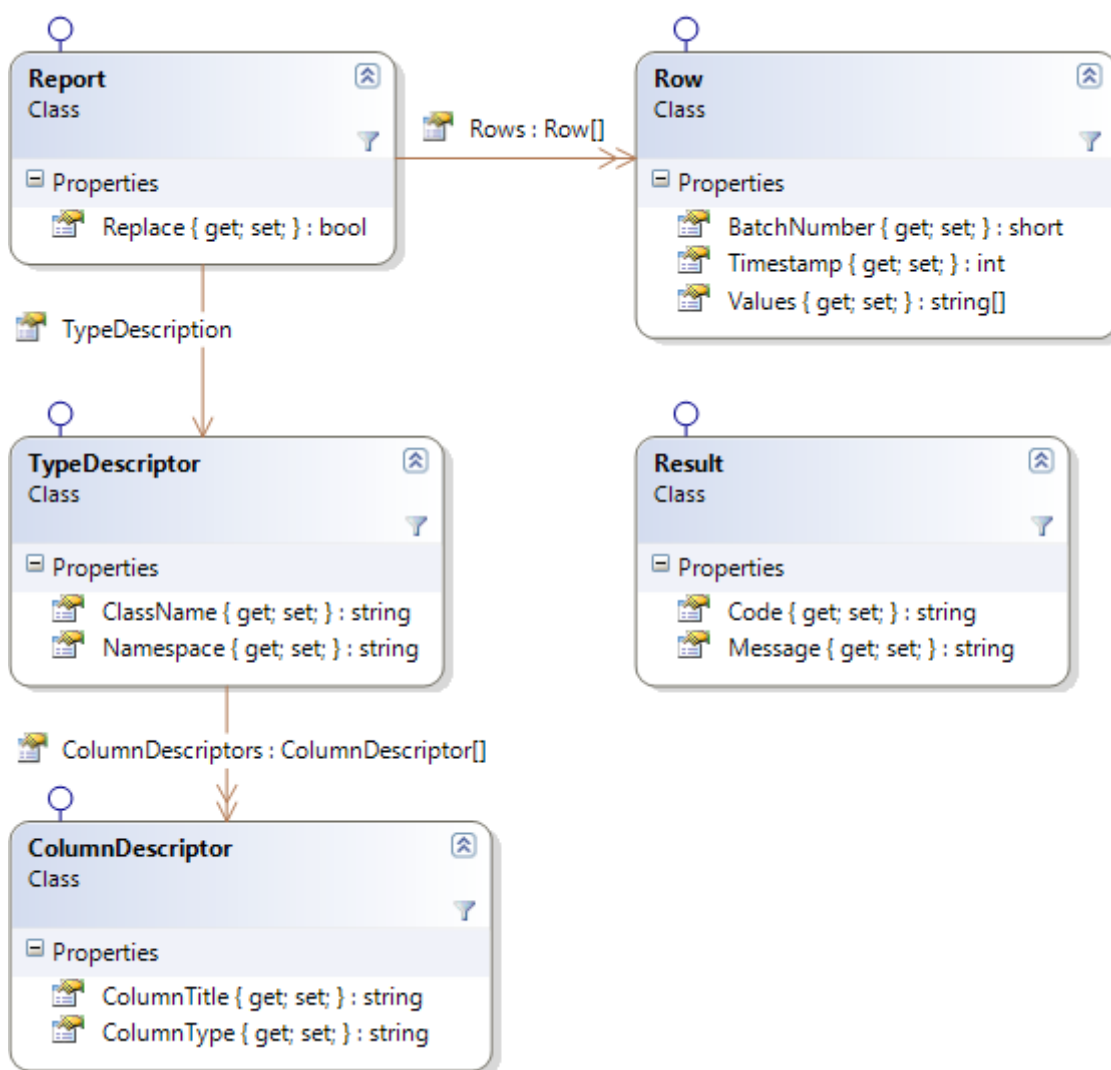 Report
Class
Properties
Replace { get; set; } : bool
Rows : Row[]
Row
Class
Properties
BatchNumber { get; set; } : short
Timestamp { get; set; } : int
Values { get; set; } : string[]
TypeDescription
TypeDescriptor
Class
Properties
ClassName { get; set; } : string
Namespace { get; set; } : string
Result
Class
Properties
Code { get; set; } : string
Message { get; set; } : string
ColumnDescriptors : ColumnDescriptor[]
ColumnDescriptor
Class
Properties
ColumnTitle { get; set; } : string
ColumnType { get; set; } : string